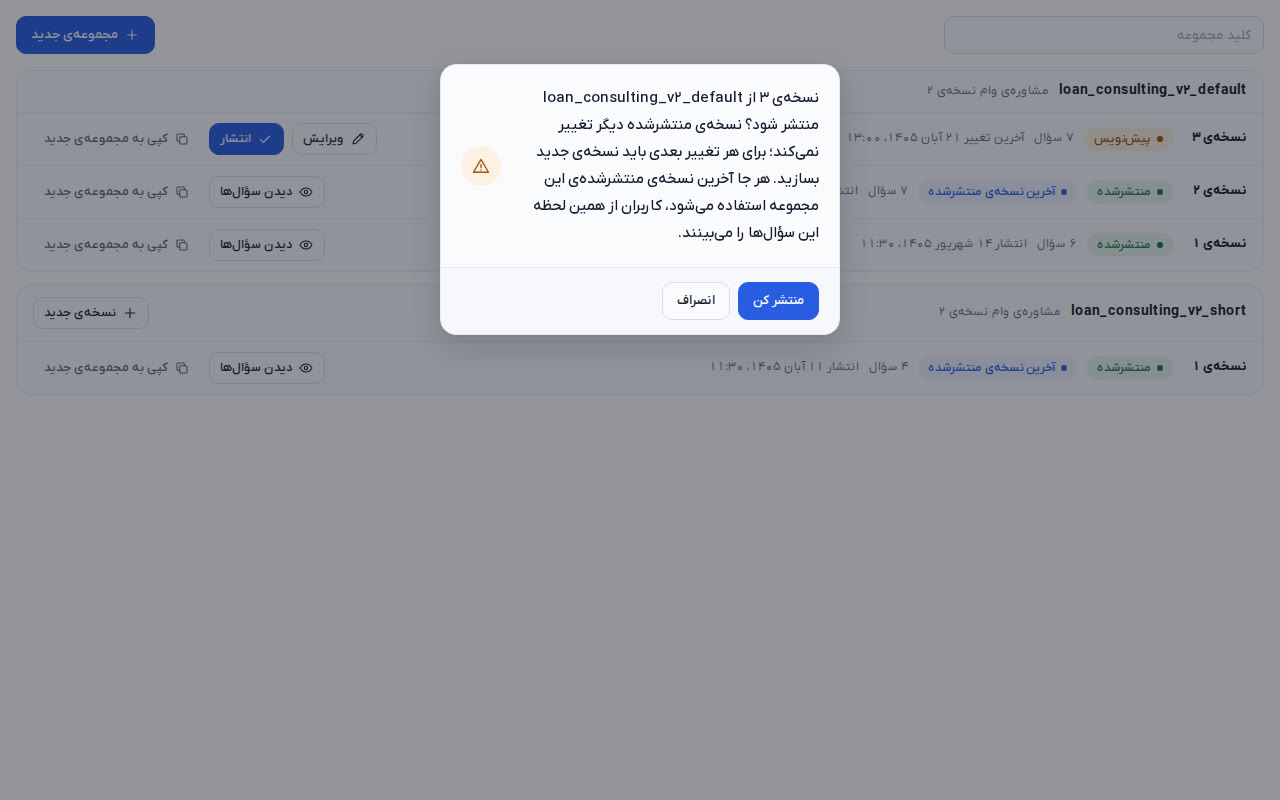 کلید مجموعه
مجموعه‌ی جدید
loan_consulting_v۲_default مشاوره‌ی وام نسخه‌ی ۲
نسخه‌ی ۳ پیش‌نویس ۷ سؤال آخرین تغییر ۲۱ آبان ۱۴۰۵، ۱۳:۰۰ ویرایش انتشار کپی به مجموعه‌ی جدید
نسخه‌ی ۲ منتشرشده آخرین نسخه‌ی منتشرشده ۷ سؤال دیدن سؤال‌ها کپی به مجموعه‌ی جدید
نسخه‌ی ۱ منتشرشده ۶ سؤال انتشار ۱۴ شهریور ۱۴۰۵، ۱۱:۳۰ دیدن سؤال‌ها کپی به مجموعه‌ی جدید
loan_consulting_v۲_short مشاوره‌ی وام نسخه‌ی ۲ نسخه‌ی جدید
نسخه‌ی ۱ منتشرشده آخرین نسخه‌ی منتشرشده ۴ سؤال انتشار ۱۱ آبان ۱۴۰۵، ۱۱:۳۰ دیدن سؤال‌ها کپی به مجموعه‌ی جدید
نسخه‌ی ۳ از loan_consulting_v۲_default
منتشر شود؟ نسخه‌ی منتشرشده دیگر تغییر
نمی‌کند؛ برای هر تغییر بعدی باید نسخه‌ی جدید
بسازید. هر جا آخرین نسخه‌ی منتشرشده‌ی این
مجموعه استفاده می‌شود، کاربران از همین لحظه
این سؤال‌ها را می‌بینند.
منتشر کن انصراف